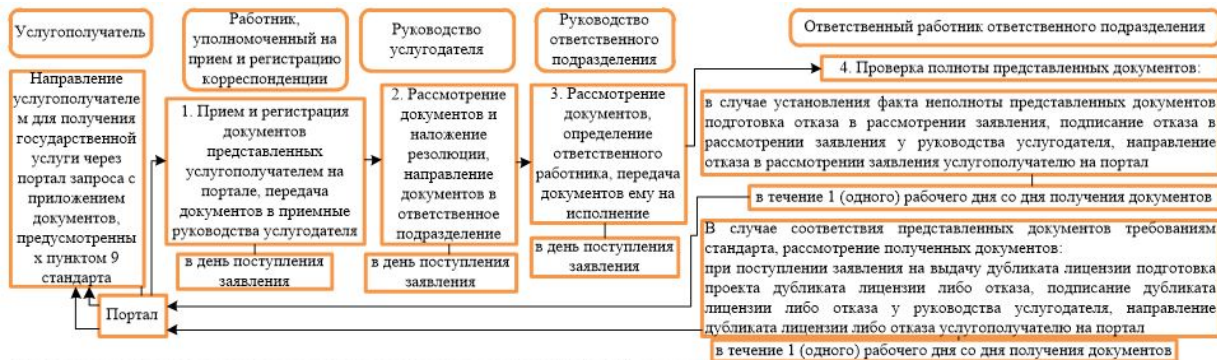 Услугополучатель
Работник,
уполномоченный на
прием и регистрацию
корреспонденции
Руководство
услугодателя
Руководство
ответственного
подразделения
Ответственный работник ответственного подразделения
Направление
услугополучателе
м для получения
государственной
услуги через
портал запроса с
приложением
документов,
предусмотренны
х пунктом 9
стандарта
1. Прием и регистрация
документов
представленных
услугополучателем на
портале, передача
документов в приемные
руководства услугодателя
в день поступления
заявления
2. Рассмотрение
документов и
наложение
резолюции,
направление
документов в
ответственное
подразделение
в день поступления
заявления
3. Рассмотрение
документов,
определение
ответственного
работника, передача
документов ему на
исполнение
в день поступления
заявления
4. Проверка полноты представленных документов:
в случае установления факта неполноты представленных документов
подготовка отказа в рассмотрении заявления, подписание отказа в
рассмотрении заявления у руководства услугодателя, направление
отказа в рассмотрении заявления услугополучателю на портал
в течение 1 (одного) рабочего дня со дня получения документов
В случае соответствия представленных документов требованиям
стандарта, рассмотрение полученных документов:
при поступлении заявления на выдачу дубликата лицензии подготовка
проекта дубликата лицензии либо отказа, подписание дубликата
лицензии либо отказа у руководства услугодателя, направление
дубликата лицензии либо отказа услугополучателю на портал
в течение 1 (одного) рабочего дня со дня получения документов
Портал